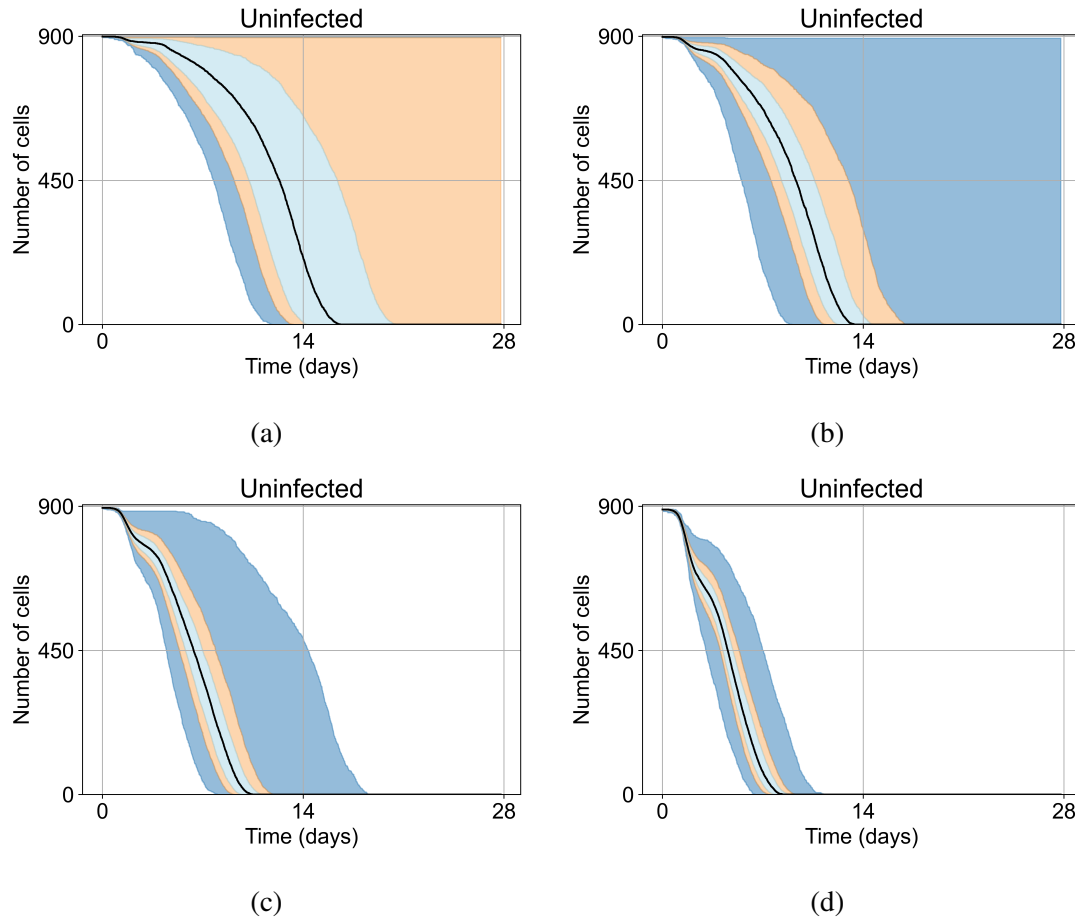 Uninfected
900
450
0
Number of cells
0 14 28
Time (days)
(a)
Uninfected
900
450
0
Number of cells
0 14 28
Time (days)
(b)
Uninfected
900
450
0
Number of cells
0 14 28
Time (days)
(c)
Uninfected
900
450
0
Number of cells
0 14 28
Time (days)
(d)